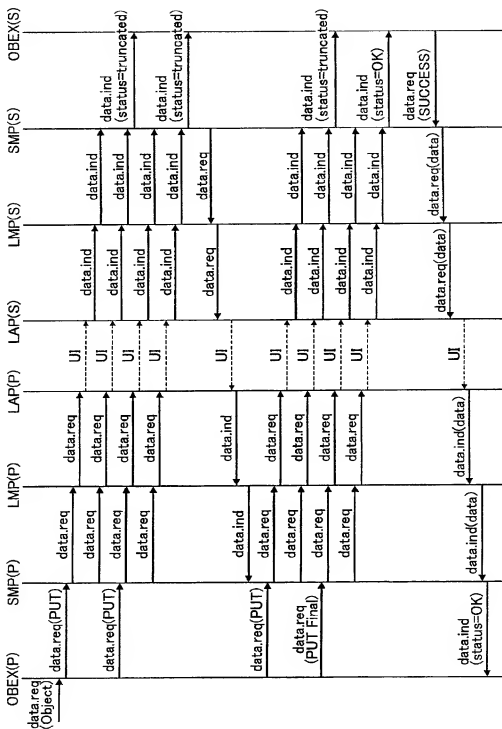 OBEX(P)
SMP(P)
LMP(P)
LAP(P)
LAP(S)
LMP(S)
SMP(S)
OBEX(S)
data.req
(Object)
data.req(PUT)
data.req(PUT)
data.req(PUT)
data.req
(PUT Final)
data.ind
(status=OK)
data.req
data.req
data.req
data.req
data.ind
data.req
data.req
data.req
data.req
data.ind(data)
data.req
data.req
data.req
data.req
data.ind
data.req
data.req
data.req
data.req
data.ind(data)
UI
UI
UI
UI
UI
UI
UI
UI
UI
UI
data.ind
data.ind
data.ind
data.ind
data.req
data.ind
data.ind
data.ind
data.ind
data.req(data)
data.ind
data.ind
data.ind
data.ind
data.req
data.ind
data.ind
data.ind
data.ind
data.req(data)
data.ind
(status=truncated)
data.ind
(status=truncated)
data.ind
(status=truncated)
data.ind
(status=OK)
data.req
(SUCCESS)